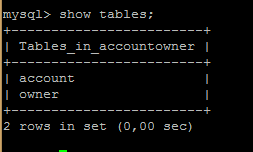 mysql> show tables;
+------------------------+
| Tables_in_accountowner |
+------------------------+
| account                |
| owner                  |
+------------------------+
2 rows in set (0,00 sec)